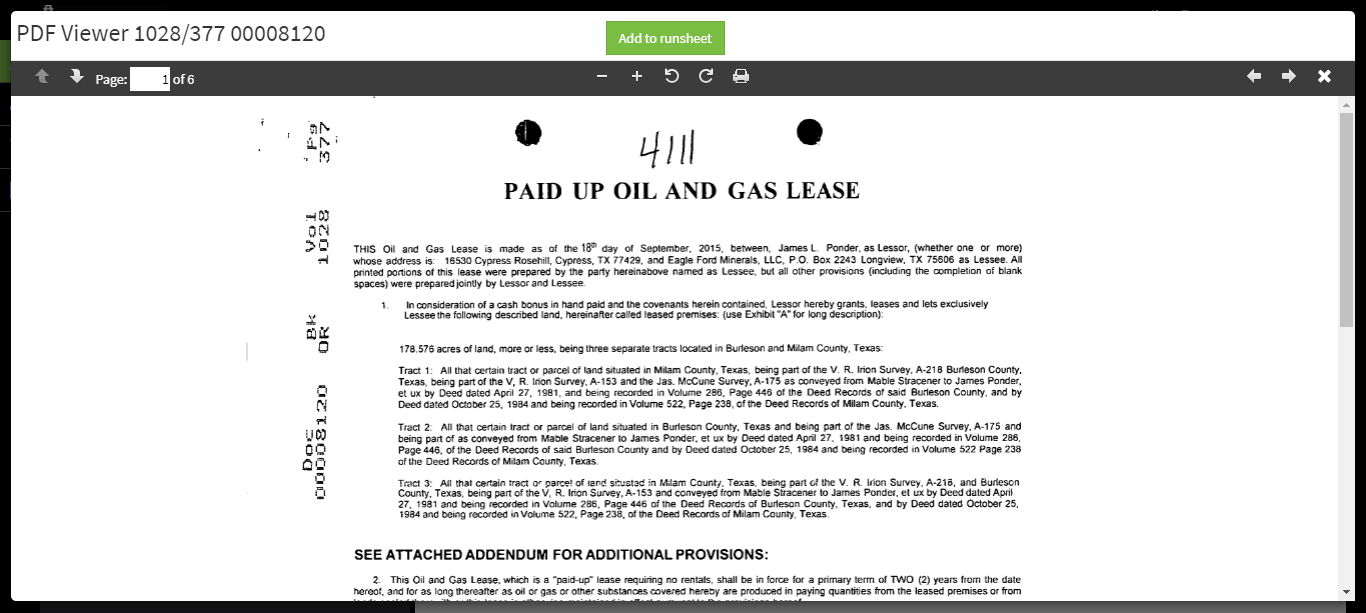 PDF Viewer 1028/377 00008120
Add to runsheet
Page: 1 of 6
Pg
377
Vol
1028
Bk
OR
Doc
00008120
4111
PAID UP OIL AND GAS LEASE
THIS Oil and Gas Lease is made as of the 18th day of September, 2015, between, James L. Ponder, as Lessor, (whether one or more)
whose address is: 16530 Cypress Rosehill, Cypress, TX 77429, and Eagle Ford Minerals, LLC, P.O. Box 2243 Longview, TX 75606 as Lessee. All
printed portions of this lease were prepared by the party hereinabove named as Lessee, but all other provisions (including the completion of blank
spaces) were prepared jointly by Lessor and Lessee.
1. In consideration of a cash bonus in hand paid and the covenants herein contained, Lessor hereby grants, leases and lets exclusively
Lessee the following described land, hereinafter called leased premises: (use Exhibit "A" for long description):
178.576 acres of land, more or less, being three separate tracts located in Burleson and Milam County, Texas:
Tract 1: All that certain tract or parcel of land situated in Milam County, Texas, being part of the V. R. Irion Survey, A-218 Burleson County,
Texas, being part of the V, R. Irion Survey, A-153 and the Jas. McCune Survey, A-175 as conveyed from Mable Stracener to James Ponder,
et ux by Deed dated April 27, 1981, and being recorded in Volume 286, Page 446 of the Deed Records of said Burleson County, and by
Deed dated October 25, 1984 and being recorded in Volume 522, Page 238, of the Deed Records of Milam County, Texas.
Tract 2: All that certain tract or parcel of land situated in Burleson County, Texas and being part of the Jas. McCune Survey, A-175 and
being part of as conveyed from Mable Stracener to James Ponder, et ux by Deed dated April 27, 1981 and being recorded in Volume 286,
Page 446, of the Deed Records of said Burleson County and by Deed dated October 25, 1984 and being recorded in Volume 522 Page 238
of the Deed Records of Milam County, Texas.
Tract 3: All that certain tract or parcel of land situated in Milam County, Texas, being part of the V. R. Irion Survey, A-218, and Burleson
County, Texas, being part of the V, R. Irion Survey, A-153 and conveyed from Mable Stracener to James Ponder, et ux by Deed dated April
27, 1981 and being recorded in Volume 286, Page 446 of the Deed Records of Burleson County, Texas, and by Deed dated October 25,
1984 and being recorded in Volume 522, Page 238, of the Deed Records of Milam County, Texas.
SEE ATTACHED ADDENDUM FOR ADDITIONAL PROVISIONS:
2. This Oil and Gas Lease, which is a "paid-up" lease requiring no rentals, shall be in force for a primary term of TWO (2) years from the date
hereof, and for as long thereafter as oil or gas or other substances covered hereby are produced in paying quantities from the leased premises or from